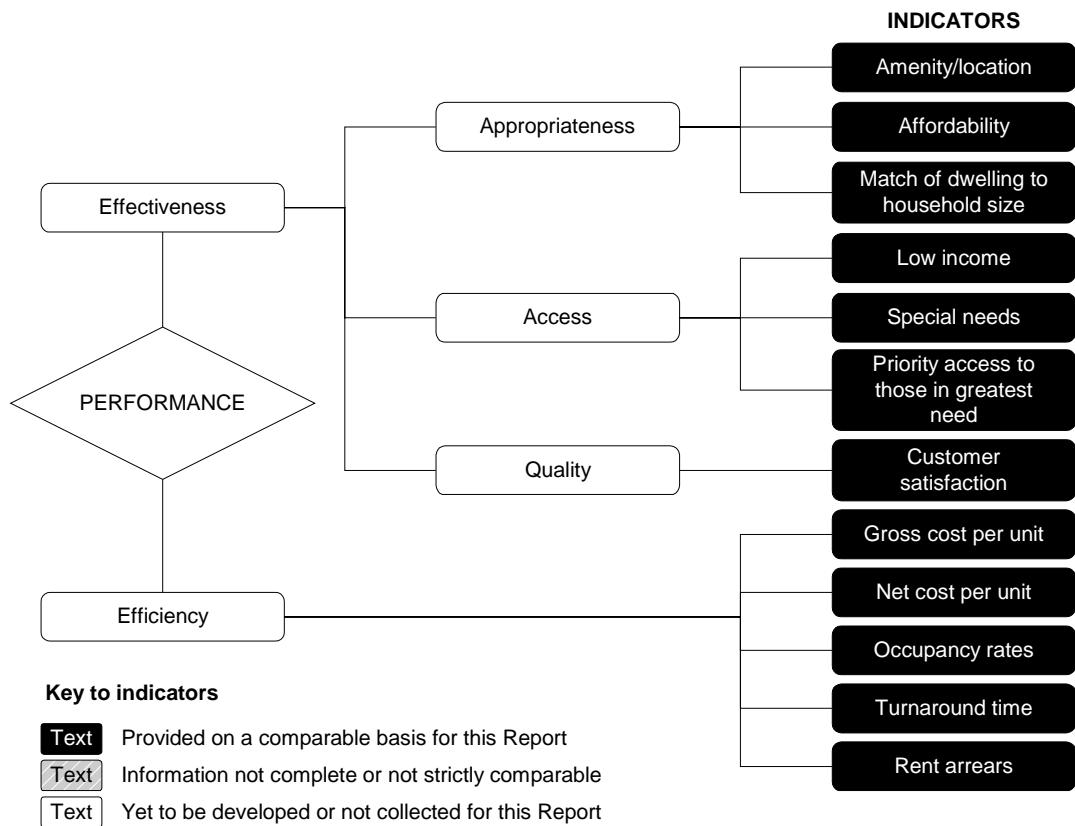 INDICATORS
Amenity/location
Appropriateness
Affordability
Match of dwelling to
household size
Effectiveness
Low income
Access
Special needs
Priority access to
those in greatest
need
PERFORMANCE
Quality
Customer
satisfaction
Gross cost per unit
Net cost per unit
Efficiency
Occupancy rates
Turnaround time
Rent arrears
Key to indicators
Text Provided on a comparable basis for this Report
Text Information not complete or not strictly comparable
Text Yet to be developed or not collected for this Report